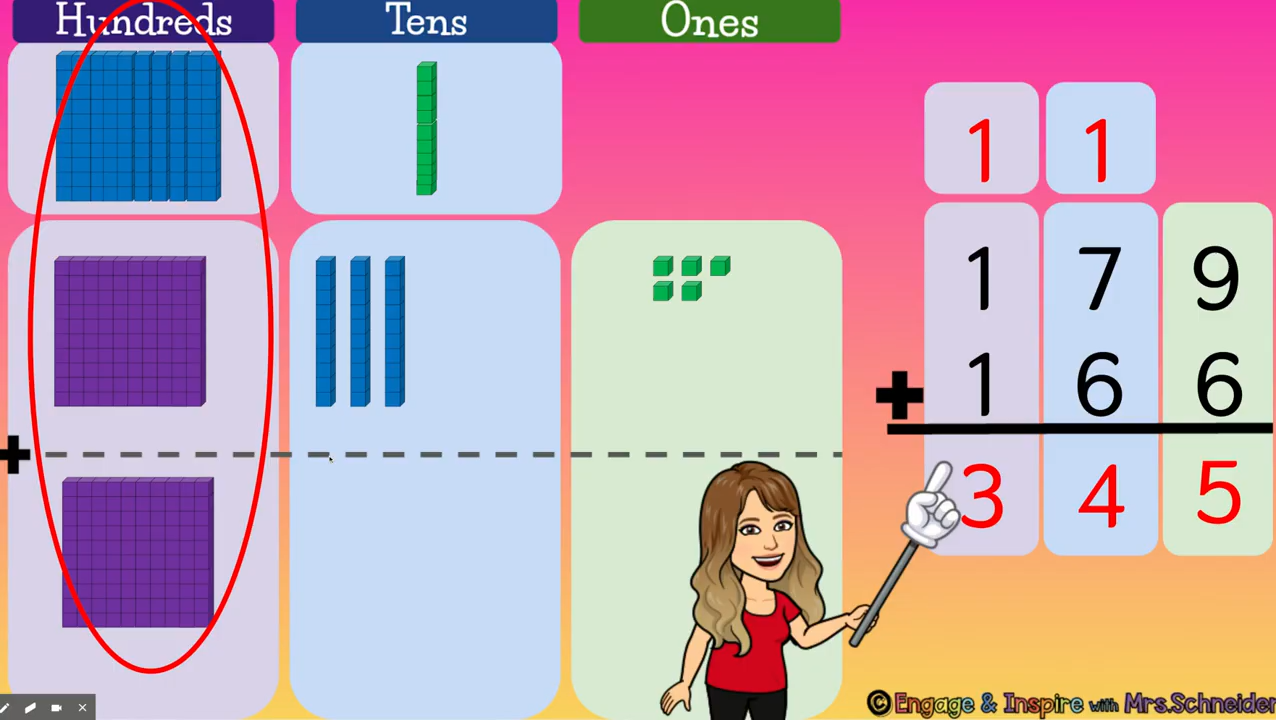 Hundreds Tens Ones
1 1
1 7 9
+ 1 6 6
+
3 4 5
© Engage & Inspire with Mrs.Schneider